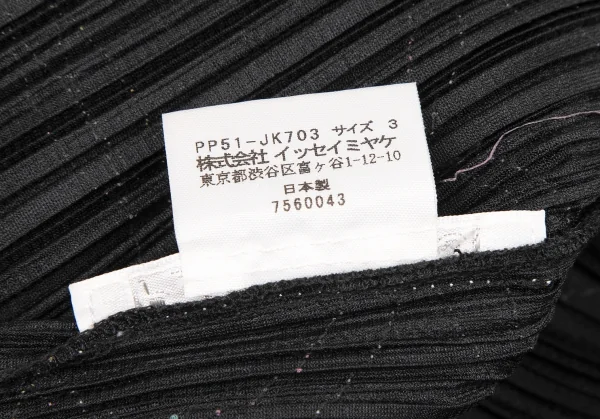 PP51-JK703 サイズ 3
株式会社 イッセイミヤケ
東京都渋谷区富ヶ谷1-12-10
日本製
7560043